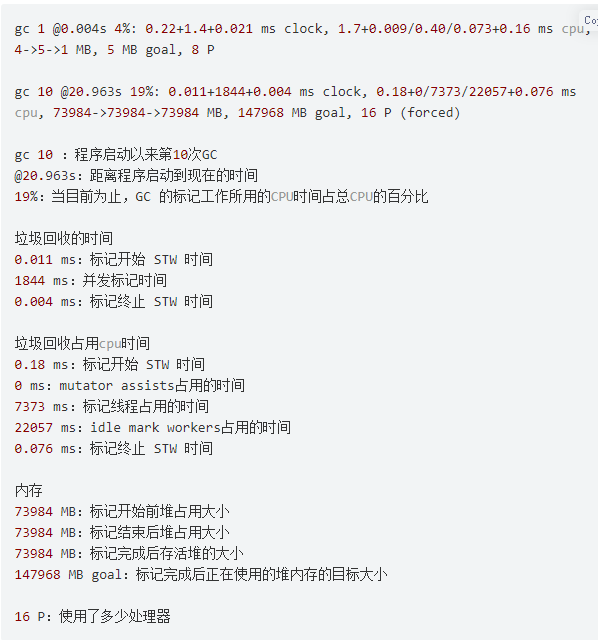 Co
gc 1 @0.004s 4%: 0.22+1.4+0.021 ms clock, 1.7+0.009/0.40/0.073+0.16 ms cpu,
4->5->1 MB, 5 MB goal, 8 P
gc 10 @20.963s 19%: 0.011+1844+0.004 ms clock, 0.18+0/7373/22057+0.076 ms
cpu, 73984->73984->73984 MB, 147968 MB goal, 16 P (forced)
gc 10 :程序启动以来第10次GC
@20.963s:距离程序启动到现在的时间
19%:当目前为止,GC 的标记工作所用的CPU时间占总CPU的百分比
垃圾回收的时间
0.011 ms:标记开始 STW 时间
1844 ms:并发标记时间
0.004 ms:标记终止 STW 时间
垃圾回收占用cpu时间
0.18 ms:标记开始 STW 时间
0 ms:mutator assists占用的时间
7373 ms:标记线程占用的时间
22057 ms:idle mark workers占用的时间
0.076 ms:标记终止 STW 时间
内存
73984 MB:标记开始前堆占用大小
73984 MB:标记结束后堆占用大小
73984 MB:标记完成后存活堆的大小
147968 MB goal:标记完成后正在使用的堆内存的目标大小
16 P:使用了多少处理器